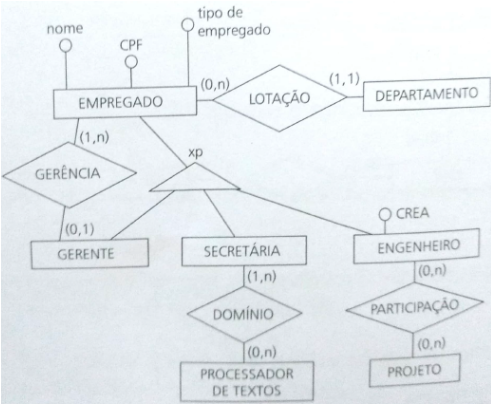 tipo de
empregado
nome
CPF
(0,n)
(1,1)
EMPREGADO
LOTAÇÃO
DEPARTAMENTO
(1,n)
xp
GERÊNCIA
CREA
(0,1)
GERENTE
SECRETÁRIA
ENGENHEIRO
(1,n)
(0,n)
DOMÍNIO
PARTICIPAÇÃO
(0,n)
(0,n)
PROCESSADOR
DE TEXTOS
PROJETO